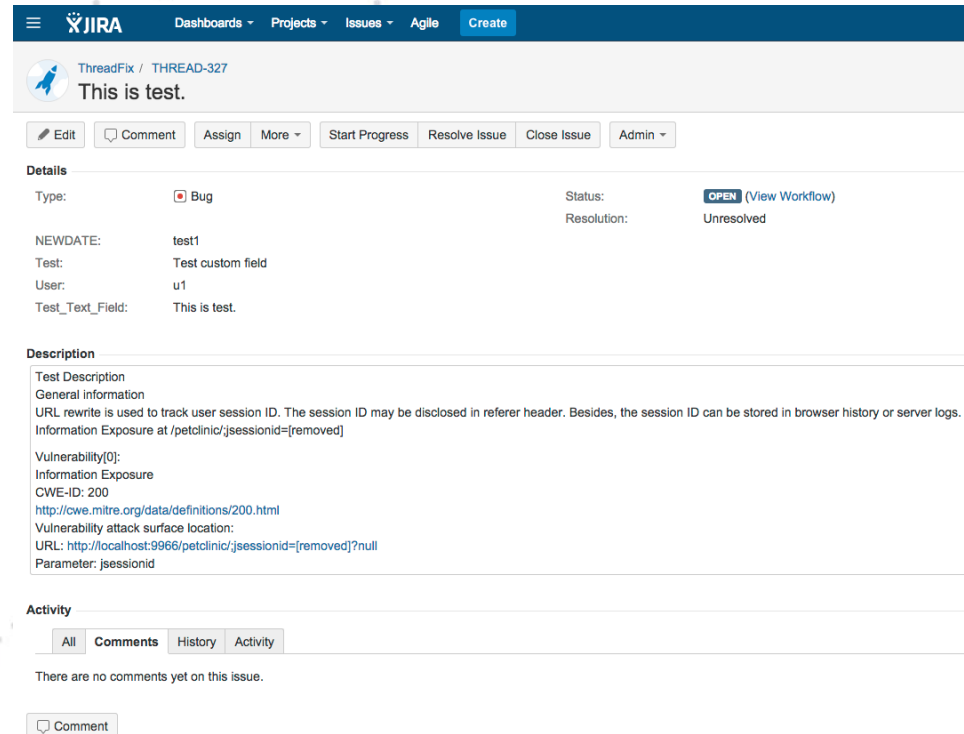 JIRA Dashboards Projects Issues Agile Create
ThreadFix / THREAD-327
This is test.
Edit Comment Assign More Start Progress Resolve Issue Close Issue Admin
Details
Type: Bug Status: OPEN (View Workflow)
Resolution: Unresolved
NEWDATE: test1
Test: Test custom field
User: u1
Test_Text_Field: This is test.
Description
Test Description
General information
URL rewrite is used to track user session ID. The session ID may be disclosed in referer header. Besides, the session ID can be stored in browser history or server logs.
Information Exposure at /petclinic/;jsessionid=[removed]
Vulnerability[0]:
Information Exposure
CWE-ID: 200
http://cwe.mitre.org/data/definitions/200.html
Vulnerability attack surface location:
URL: http://localhost:9966/petclinic/;jsessionid=[removed]?null
Parameter: jsessionid
Activity
All Comments History Activity
There are no comments yet on this issue.
Comment